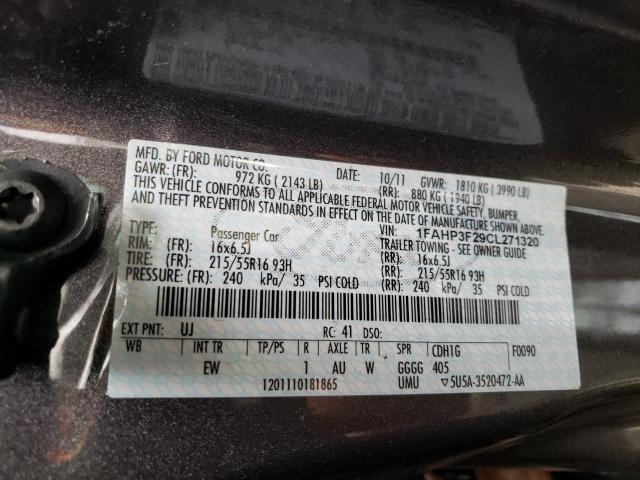 MFD. BY FORD MOTOR CO.
DATE: 10/11 GVWR: 1810 KG ( 3990 LB)
GAWR: (FR): 972 KG ( 2143 LB) (RR): 880 KG ( 1940 LB)
THIS VEHICLE CONFORMS TO ALL APPLICABLE FEDERAL MOTOR VEHICLE SAFETY, BUMPER,
AND THEFT PREVENTION STANDARDS IN EFFECT ON THE DATE OF MANUFACTURE SHOWN ABOVE.
VIN: 1FAHP3F29CL271320
TYPE: Passenger Car TRAILER TOWING - SEE OWNER GUIDE
RIM: (FR): 16x6.5J (RR): 16x6.5J
TIRE: (FR): 215/55R16 93H (RR): 215/55R16 93H
PRESSURE: (FR): 240 kPa/ 35 PSI COLD (RR): 240 kPa/ 35 PSI COLD
EXT PNT: UJ RC: 41 DSO:
WB INT TR TP/PS R AXLE TR SPR CDH1G F0090
EW 1 AU W GGGG 405
1201110181865 UMU ▽5U5A-3520472-AA